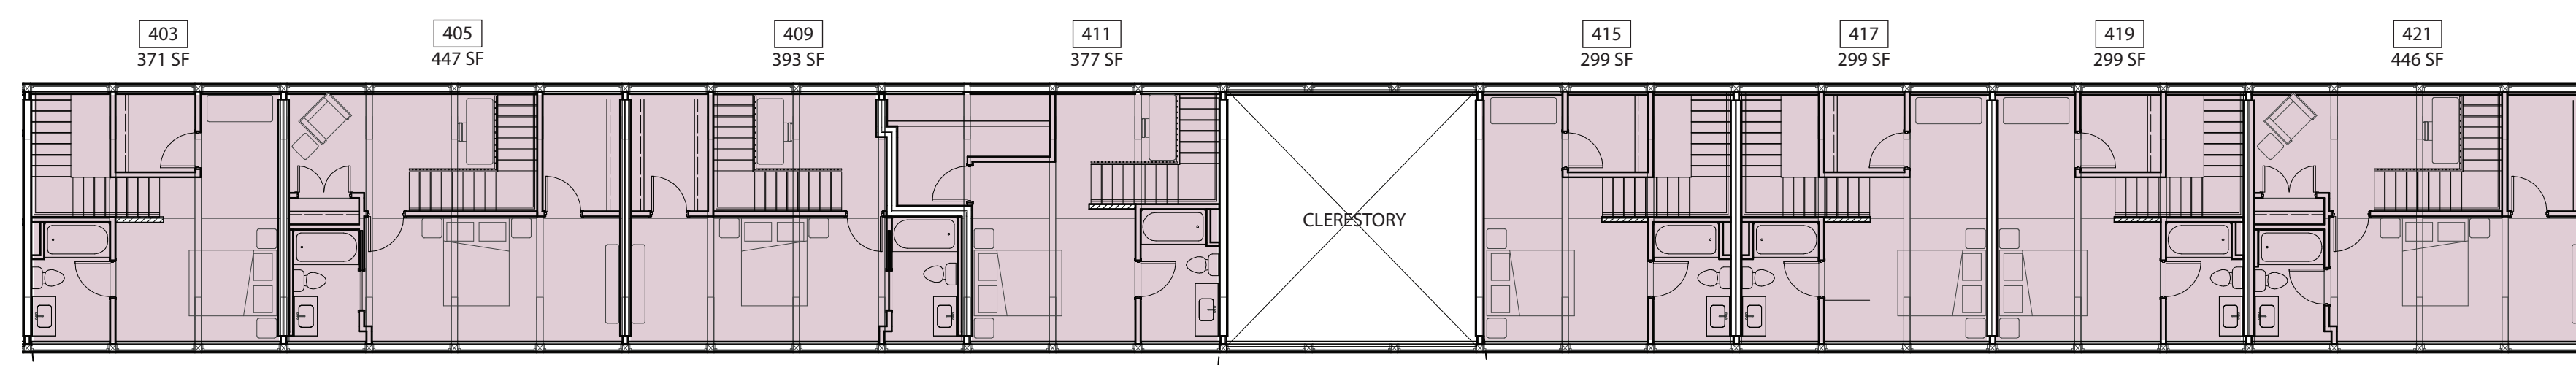 403
371 SF
405
447 SF
409
393 SF
411
377 SF
415
299 SF
417
299 SF
419
299 SF
421
446 SF
CLERESTORY